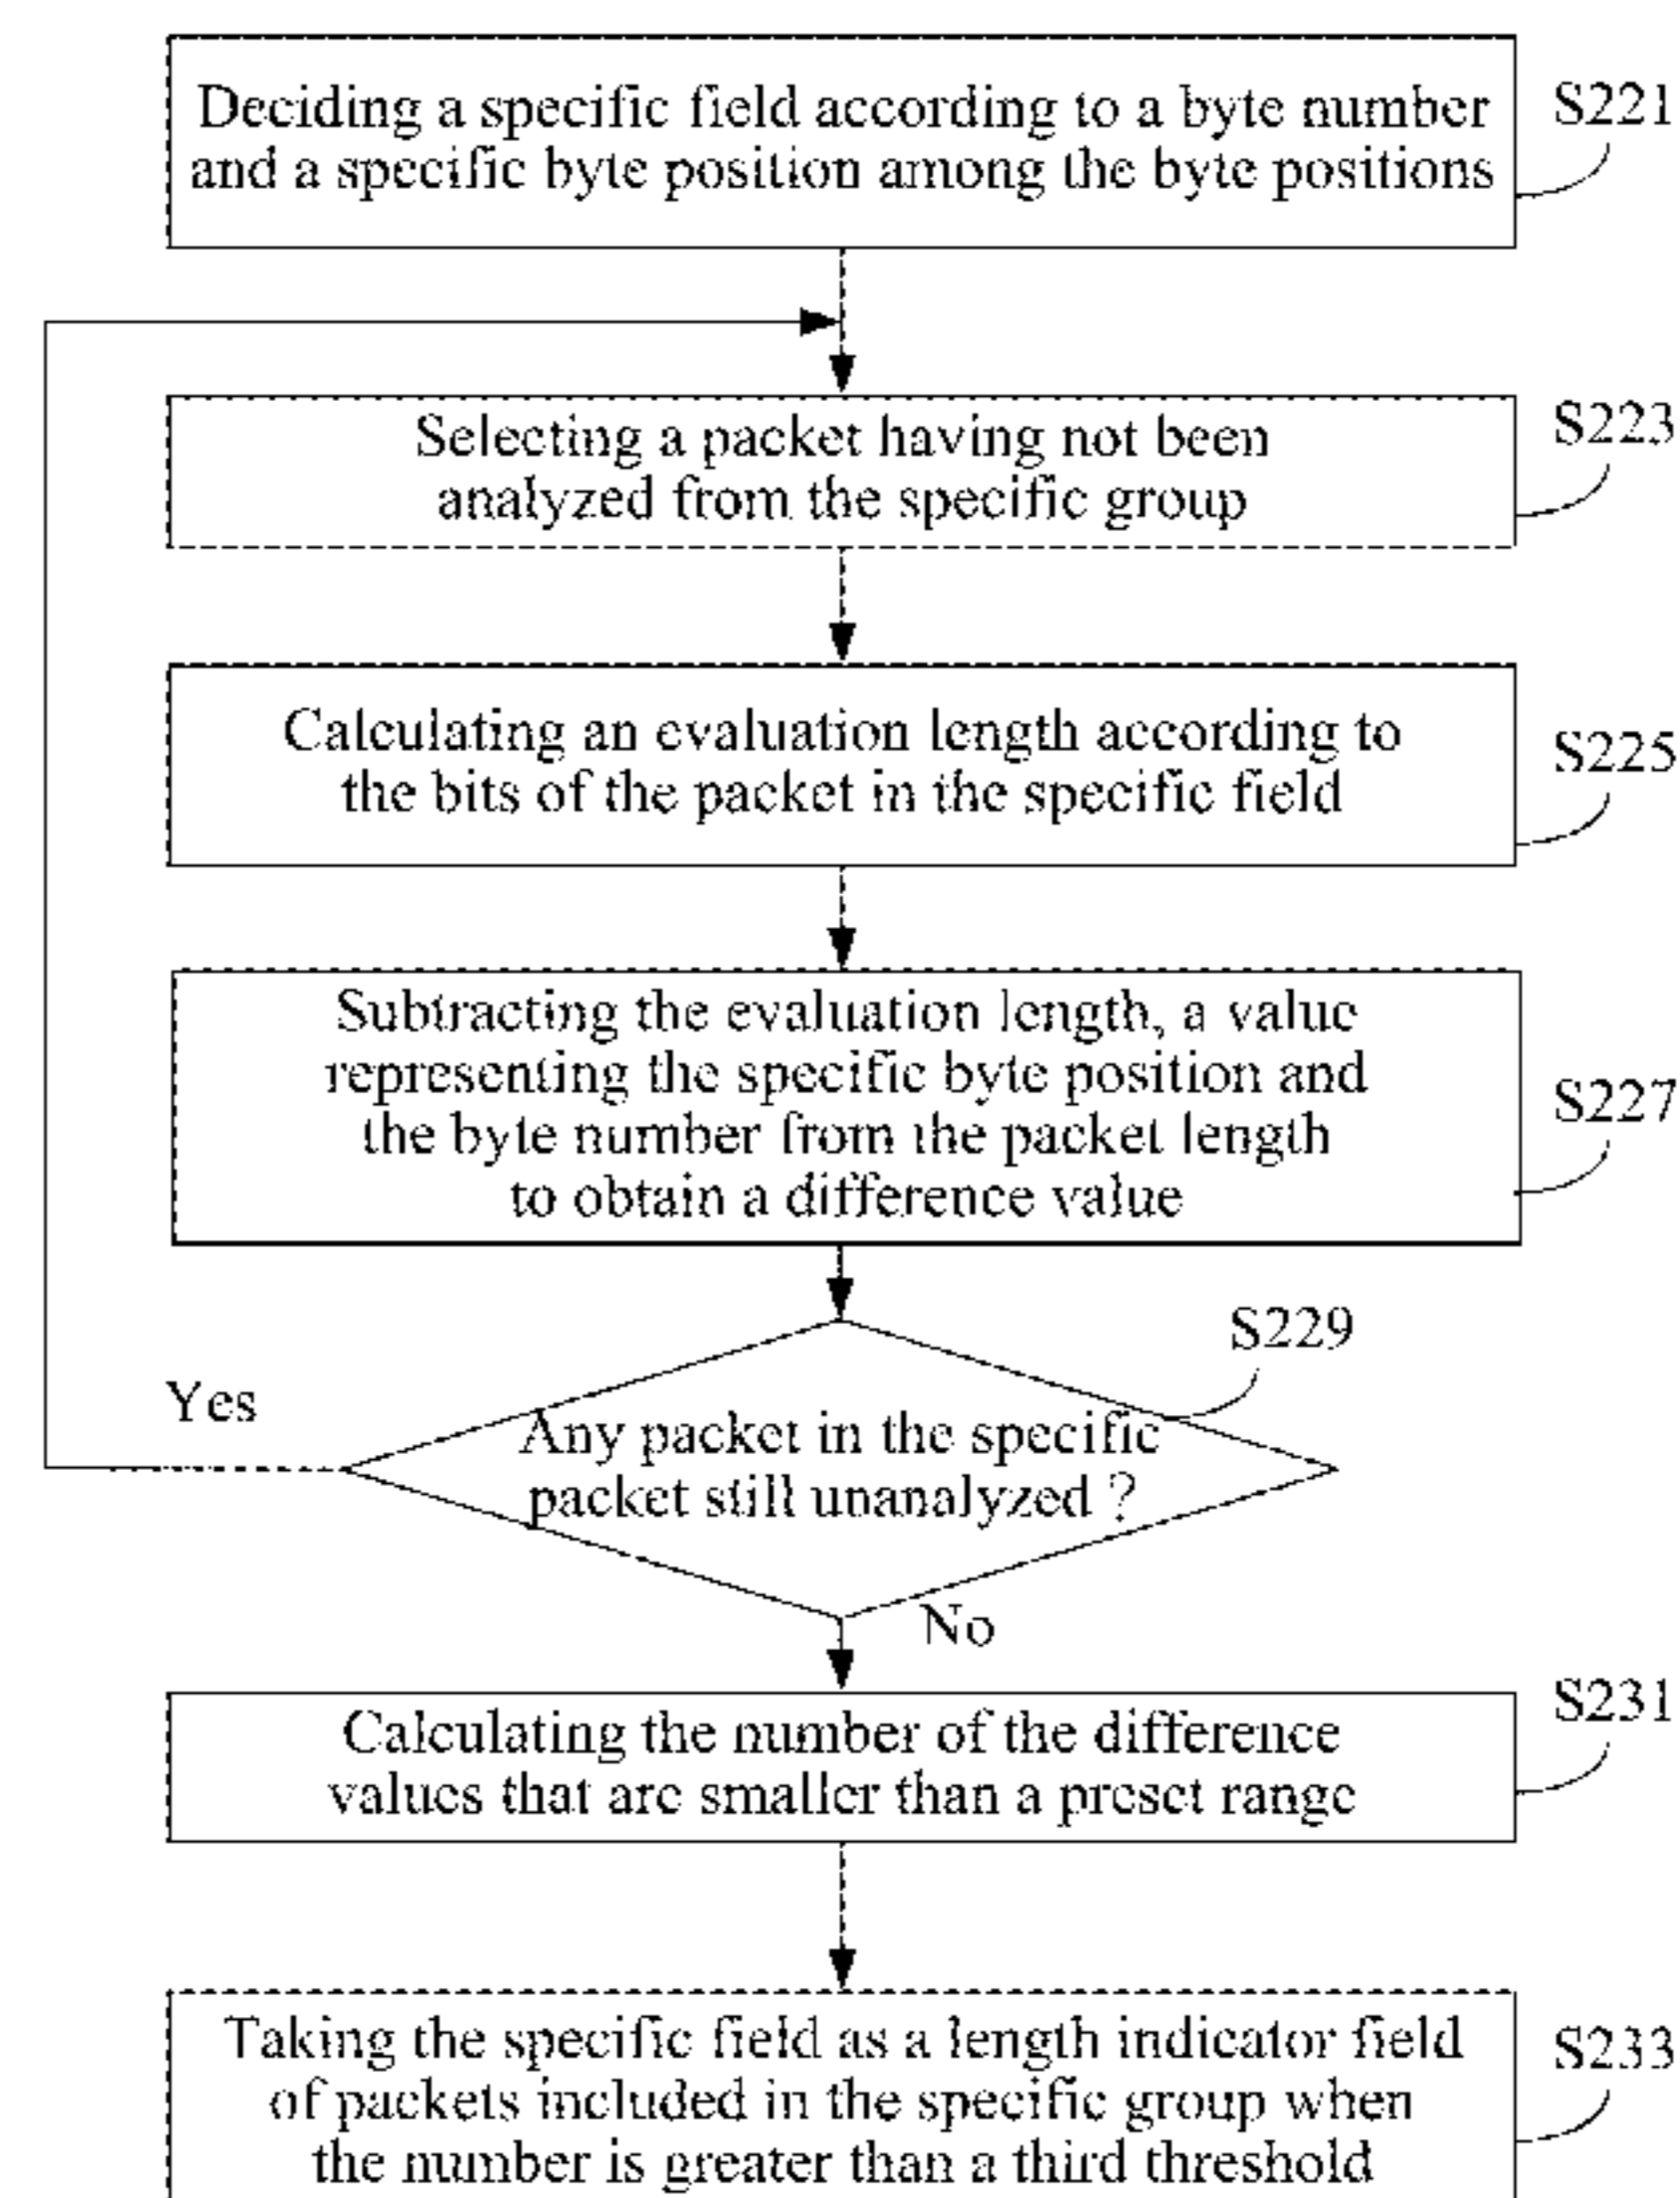 Deciding a specific field according to a byte number
and a specific byte position among the byte positions
S221
Selecting a packet having not been
analyzed from the specific group
S223
Calculating an evaluation length according to
the bits of the packet in the specific field
S225
Subtracting the evaluation length, a value
representing the specific byte position and
the byte number from the packet length
to obtain a difference value
S227
S229
Yes
Any packet in the specific
packet still unanalyzed ?
No
Calculating the number of the difference
values that are smaller than a preset range
S231
Taking the specific field as a length indicator field
of packets included in the specific group when
the number is greater than a third threshold
S233